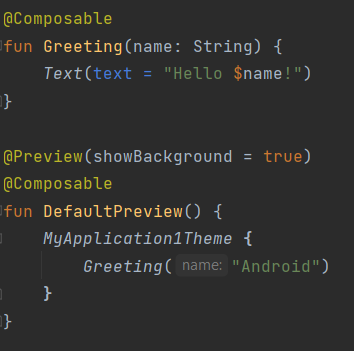 @Composable
fun Greeting(name: String) {
    Text(text = "Hello $name!")
}

@Preview(showBackground = true)
@Composable
fun DefaultPreview() {
    MyApplication1Theme {
        Greeting( name: "Android")
    }
}